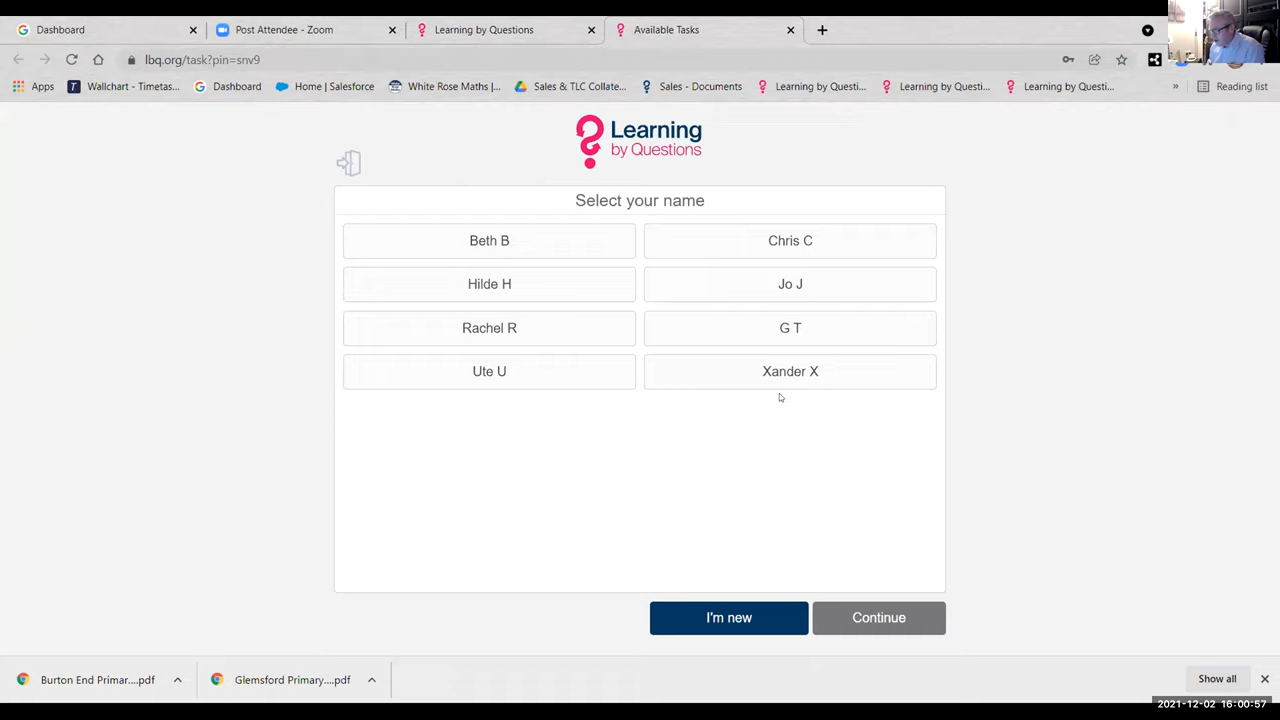 Dashboard
Post Attendee - Zoom
Learning by Questions
Available Tasks
lbq.org/task?pin=snv9
Apps
Wallchart - Timetas...
Dashboard
Home | Salesforce
White Rose Maths |...
Sales & TLC Collate...
Sales - Documents
Learning by Questi...
Learning by Questi...
Learning by Questi...
»
Reading list
Learning
by Questions
Select your name
Beth B
Chris C
Hilde H
Jo J
Rachel R
G T
Ute U
Xander X
I'm new
Continue
Burton End Primar....pdf
Glemsford Primary....pdf
Show all
2021-12-02 16:00:57